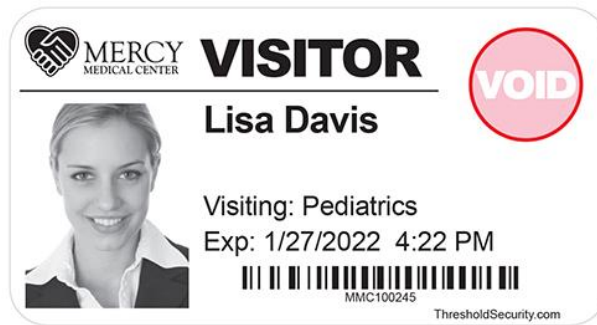 MERCY
MEDICAL CENTER
VISITOR
VOID
Lisa Davis
Visiting: Pediatrics
Exp: 1/27/2022 4:22 PM
MMC100245
ThresholdSecurity.com